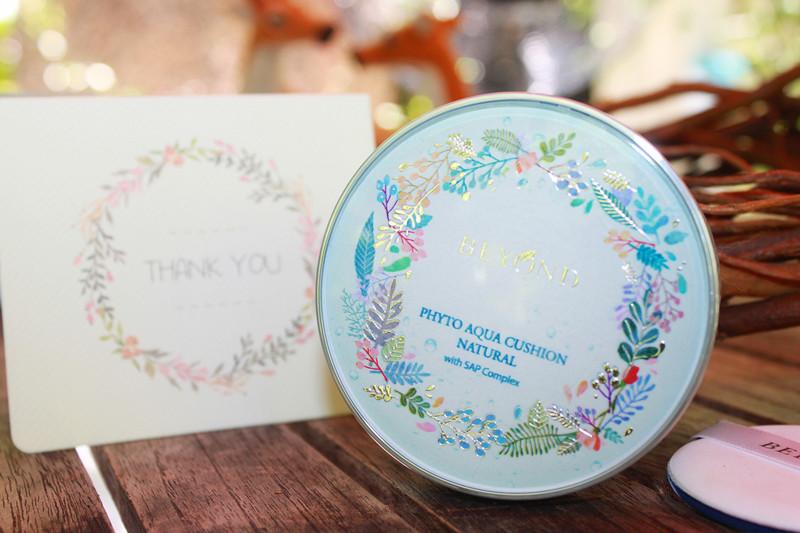 THANK YOU
BEYOND
PHYTO AQUA CUSHION
NATURAL
with SAP Complex